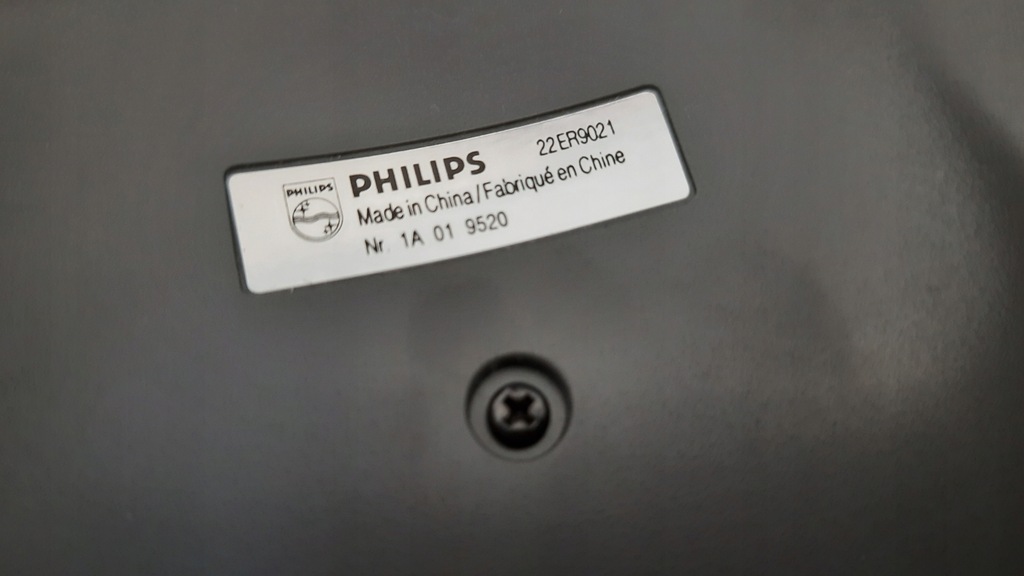 PHILIPS
PHILIPS 22ER9021
Made in China/Fabriqué en Chine
Nr. 1A 01 9520